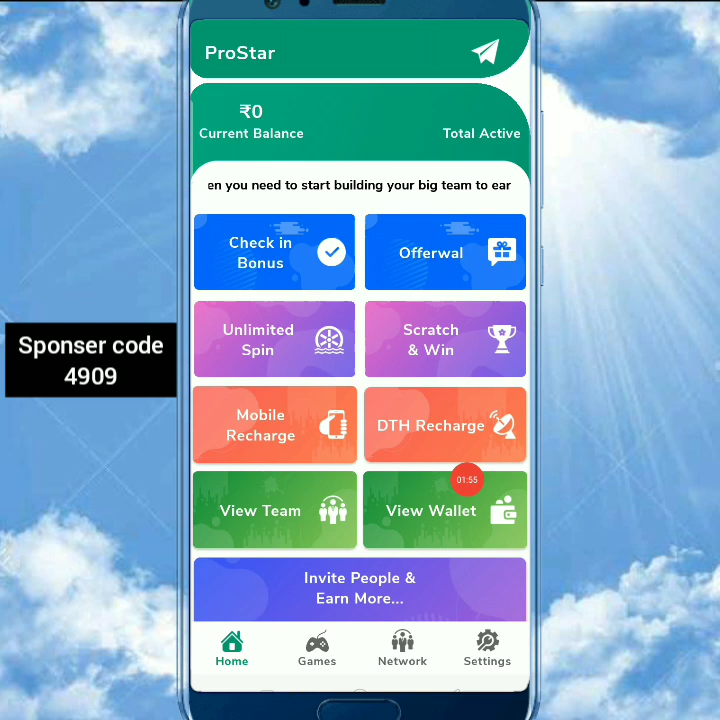 ProStar
₹0
Current Balance
Total Active
en you need to start building your big team to ear
Check in
Bonus
Offerwal
Unlimited
Spin
Scratch
& Win
Sponser code
4909
Mobile
Recharge
DTH Recharge
01:55
View Team
View Wallet
Invite People &
Earn More...
Home
Games
Network
Settings